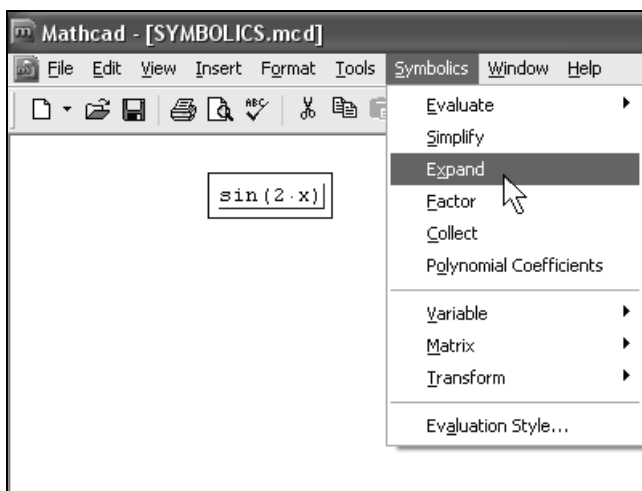 Mathcad - [SYMBOLICS.mcd]
File Edit View Insert Format Tools Symbolics Window Help
ABC
sin(2·x)
Evaluate
Simplify
Expand
Factor
Collect
Polynomial Coefficients
Variable
Matrix
Transform
Evaluation Style...